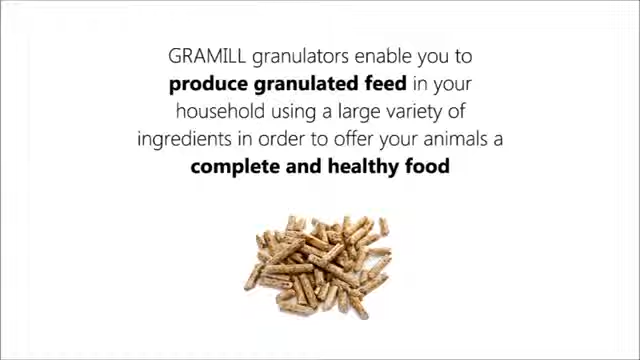 GRAMILL granulators enable you to
produce granulated feed in your
household using a large variety of
ingredients in order to offer your animals a
complete and healthy food